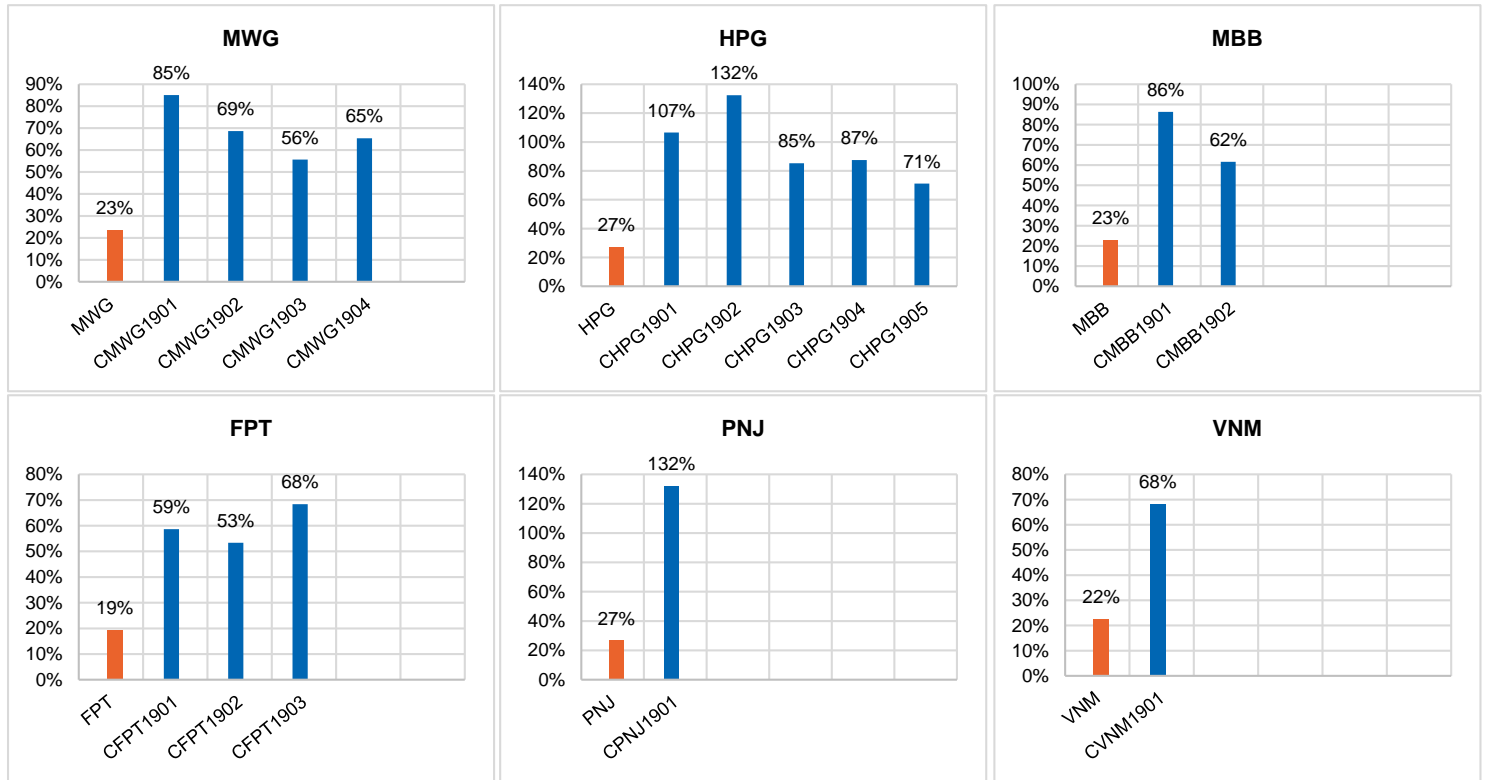 MWG
90%
80%
70%
60%
50%
40%
30%
20%
10%
0%
23%
85%
69%
56%
65%
MWG
CMWG1901
CMWG1902
CMWG1903
CMWG1904
HPG
140%
120%
100%
80%
60%
40%
20%
0%
27%
107%
132%
85%
87%
71%
HPG
CHPG1901
CHPG1902
CHPG1903
CHPG1904
CHPG1905
MBB
100%
90%
80%
70%
60%
50%
40%
30%
20%
10%
0%
23%
86%
62%
MBB
CMBB1901
CMBB1902
FPT
80%
70%
60%
50%
40%
30%
20%
10%
0%
19%
59%
53%
68%
FPT
CFPT1901
CFPT1902
CFPT1903
PNJ
140%
120%
100%
80%
60%
40%
20%
0%
27%
132%
PNJ
CPNJ1901
VNM
80%
70%
60%
50%
40%
30%
20%
10%
0%
22%
68%
VNM
CVNM1901